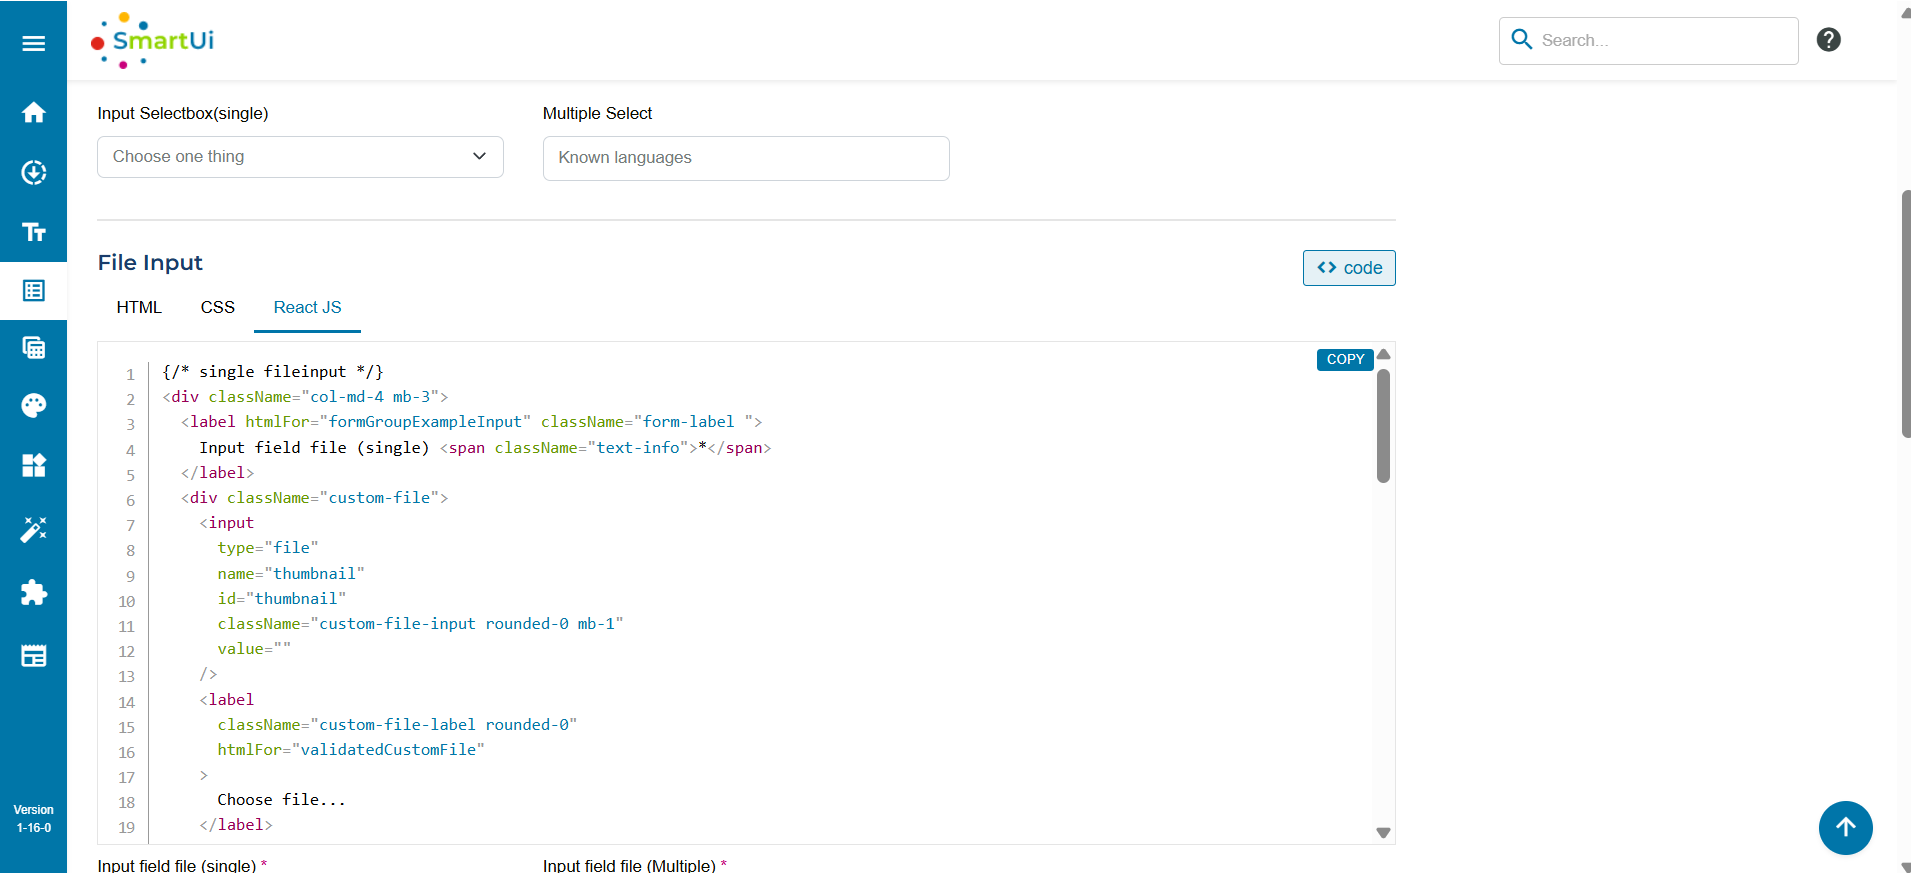 SmartUi
Search...
Input Selectbox(single)
Multiple Select
Choose one thing
Known languages
File Input
code
HTML
CSS
React JS
COPY
1 {/* single fileinput */}
2 <div className="col-md-4 mb-3">
3 <label htmlFor="formGroupExampleInput" className="form-label ">
4 Input field file (single) <span className="text-info">*</span>
5 </label>
6 <div className="custom-file">
7 <input
8 type="file"
9 name="thumbnail"
10 id="thumbnail"
11 className="custom-file-input rounded-0 mb-1"
12 value=""
13 />
14 <label
15 className="custom-file-label rounded-0"
16 htmlFor="validatedCustomFile"
17 >
18 Choose file...
19 </label>
Input field file (single) *
Input field file (Multiple) *
Version
1-16-0